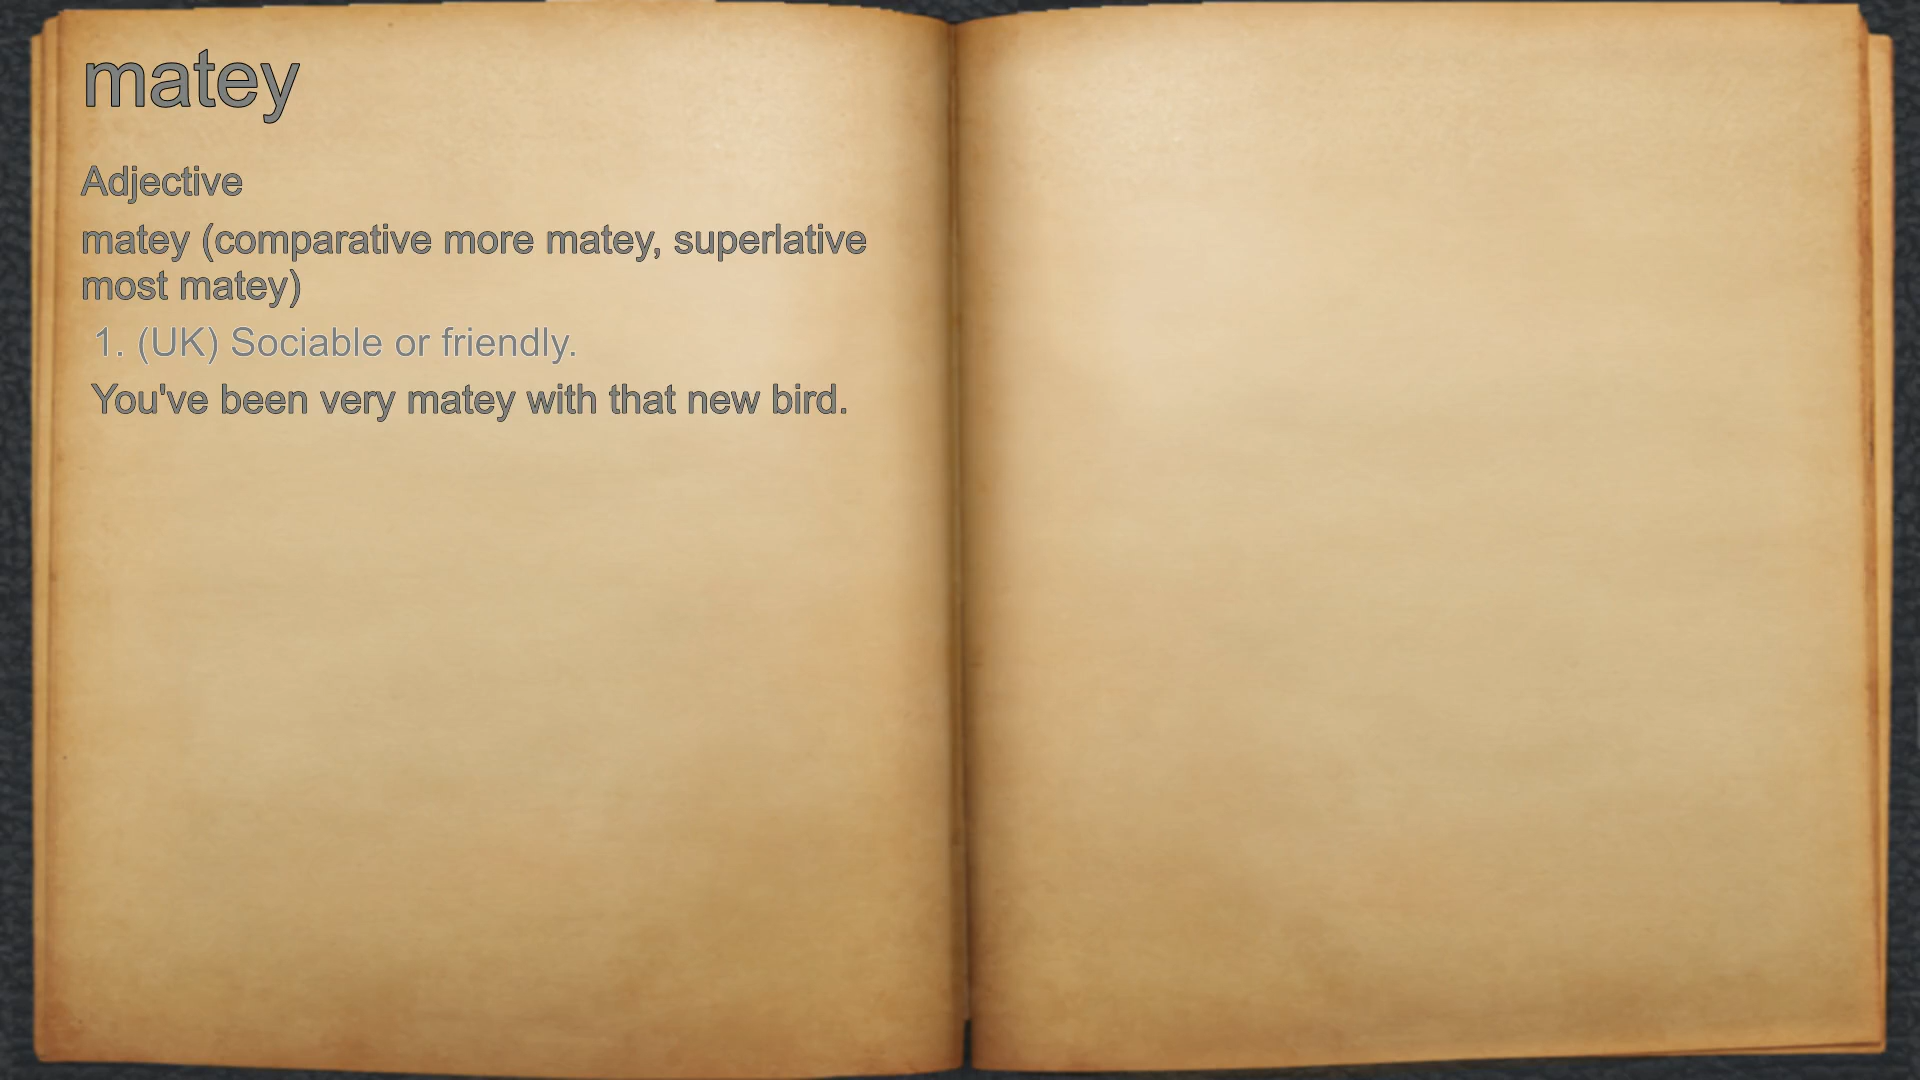 matey
Adjective
matey (comparative more matey, superlative
most matey)
1. (UK) Sociable or friendly.
You've been very matey with that new bird.